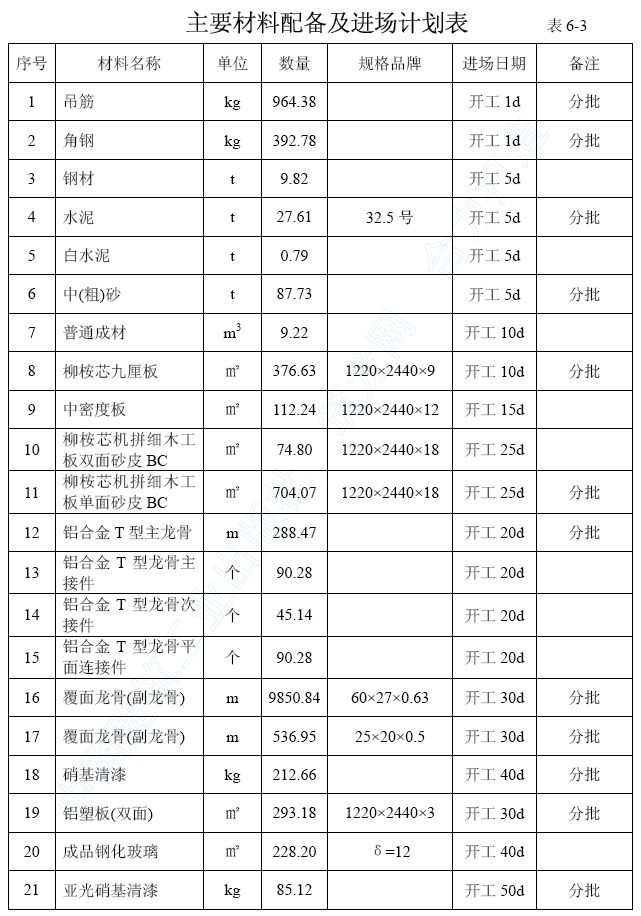 主要材料配备及进场计划表 表 6-3
序号 材料名称 单位 数量 规格品牌 进场日期 备注
1 吊筋 kg 964.38 开工 1d 分批
2 角钢 kg 392.78 开工 1d 分批
3 钢材 t 9.82 开工 5d
4 水泥 t 27.61 32.5 号 开工 5d 分批
5 白水泥 t 0.79 开工 5d
6 中(粗)砂 t 87.73 开工 5d 分批
7 普通成材 m³ 9.22 开工 10d
8 柳桉芯九厘板 ㎡ 376.63 1220×2440×9 开工 10d 分批
9 中密度板 ㎡ 112.24 1220×2440×12 开工 15d
10 柳桉芯机拼细木工
板双面砂皮 BC ㎡ 74.80 1220×2440×18 开工 25d
11 柳桉芯机拼细木工
板单面砂皮 BC ㎡ 704.07 1220×2440×18 开工 25d 分批
12 铝合金 T 型主龙骨 m 288.47 开工 20d 分批
13 铝合金 T 型龙骨主
接件 个 90.28 开工 20d
14 铝合金 T 型龙骨次
接件 个 45.14 开工 20d
15 铝合金 T 型龙骨平
面连接件 个 90.28 开工 20d
16 覆面龙骨(副龙骨) m 9850.84 60×27×0.63 开工 30d 分批
17 覆面龙骨(副龙骨) m 536.95 25×20×0.5 开工 30d 分批
18 硝基清漆 kg 212.66 开工 40d 分批
19 铝塑板(双面) ㎡ 293.18 1220×2440×3 开工 30d 分批
20 成品钢化玻璃 ㎡ 228.20 δ=12 开工 40d
21 亚光硝基清漆 kg 85.12 开工 50d 分批